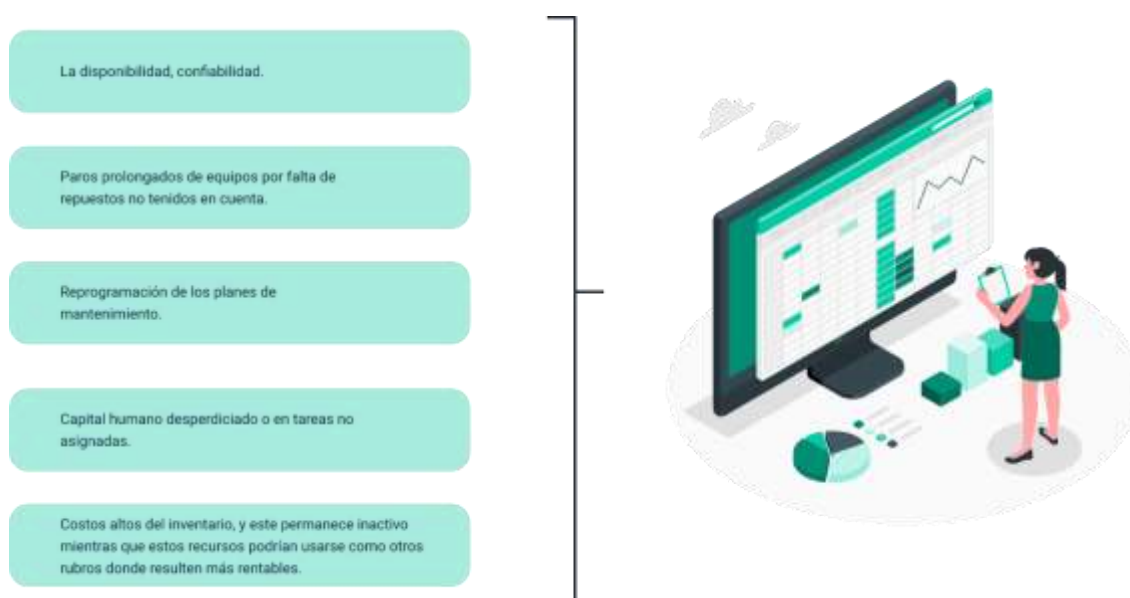 La disponibilidad, confiabilidad.
Paros prolongados de equipos por falta de
repuestos no tenidos en cuenta.
Reprogramación de los planes de
mantenimiento.
Capital humano desperdiciado o en tareas no
asignadas.
Costos altos del inventario, y este permanece inactivo
mientras que estos recursos podrían usarse como otros
rubros donde resulten más rentables.